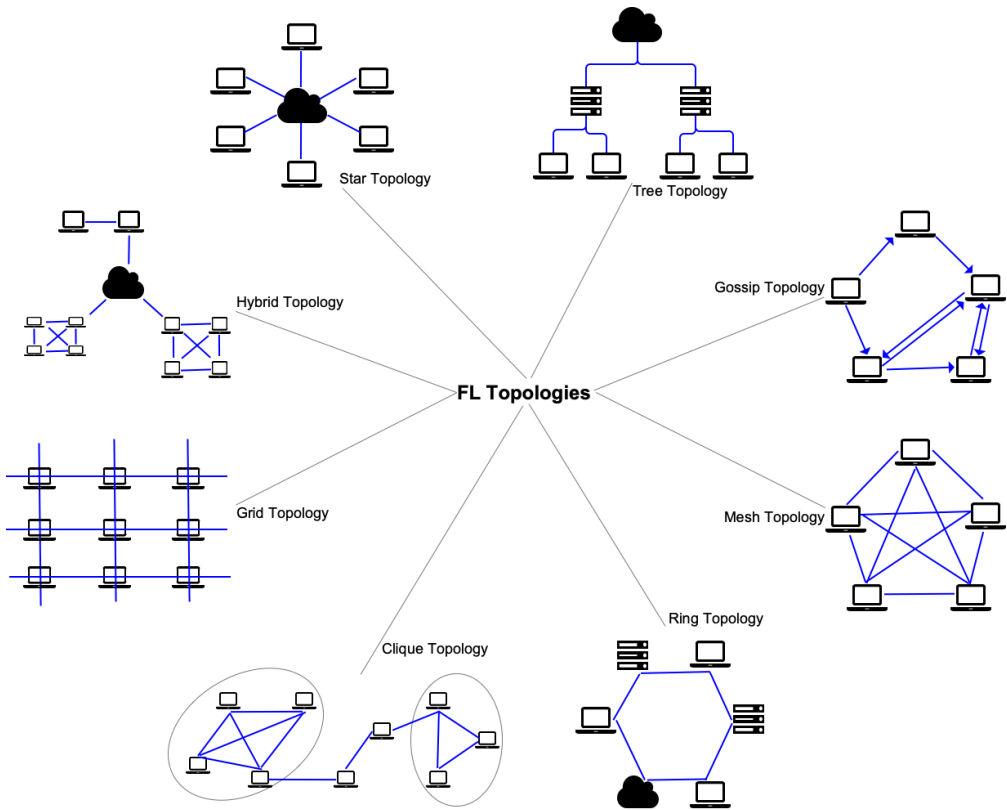 Star Topology
Tree Topology
Hybrid Topology
Gossip Topology
FL Topologies
Grid Topology
Mesh Topology
Ring Topology
Clique Topology